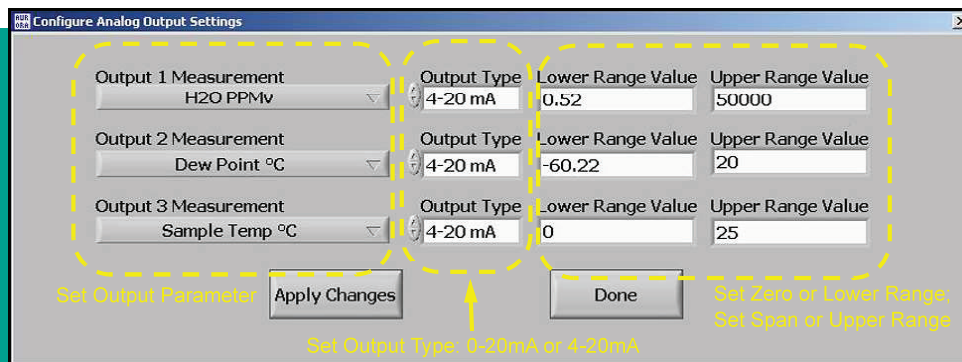 AUR
ORA
Configure Analog Output Settings
X
Output 1 Measurement
Output Type
Lower Range Value
Upper Range Value
H2O PPMv
4-20 mA
0.52
50000
Output 2 Measurement
Output Type
Lower Range Value
Upper Range Value
Dew Point °C
4-20 mA
-60.22
20
Output 3 Measurement
Output Type
Lower Range Value
Upper Range Value
Sample Temp °C
4-20 mA
0
25
Set Output Parameter
Apply Changes
Done
Set Zero or Lower Range;
Set Span or Upper Range
Set Output Type: 0-20mA or 4-20mA